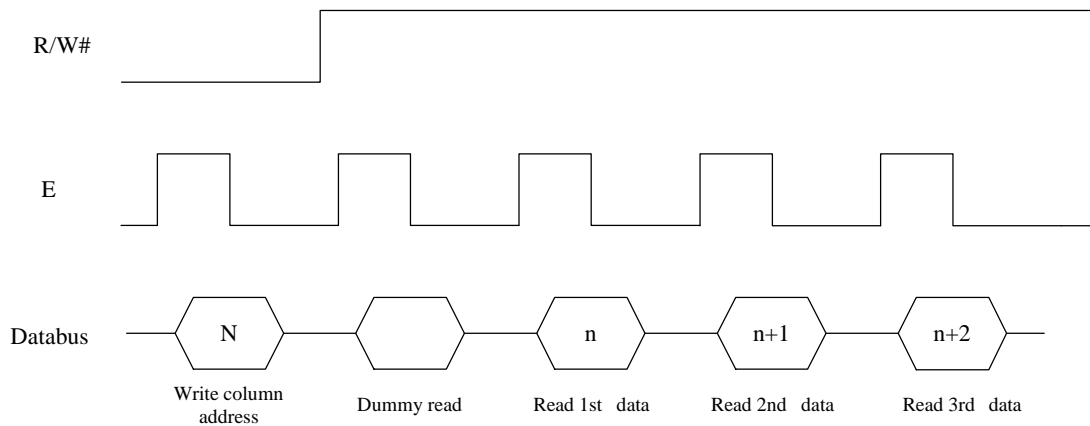 R/W#
E
Databus
N
n
n+1
n+2
Write column
address
Dummy read
Read 1st data
Read 2nd data
Read 3rd data